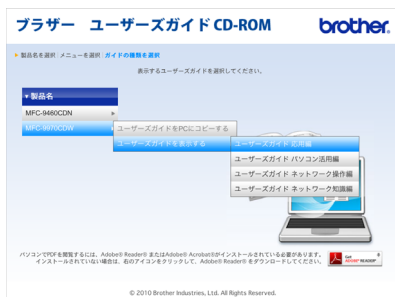 ブラザー ユーザーズガイド CD-ROM
brother
製品名を選択 メニューを選択 ガイドの種類を選択
表示するユーザーズガイドを選択してください。
▼製品名
MFC-9460CDN
MFC-9970CDW
ユーザーズガイドをPCにコピーする
ユーザーズガイドを表示する
ユーザーズガイド 応用編
ユーザーズガイド パソコン活用編
ユーザーズガイド ネットワーク操作編
ユーザーズガイド ネットワーク知識編
パソコンでPDFを閲覧するには、Adobe® Reader® またはAdobe® Acrobat®がインストールされている必要があります。
インストールされていない場合は、右のアイコンをクリックして、Adobe® Reader® をダウンロードしてください。
Get
ADOBE® READER®
© 2010 Brother Industries, Ltd. All Rights Reserved.